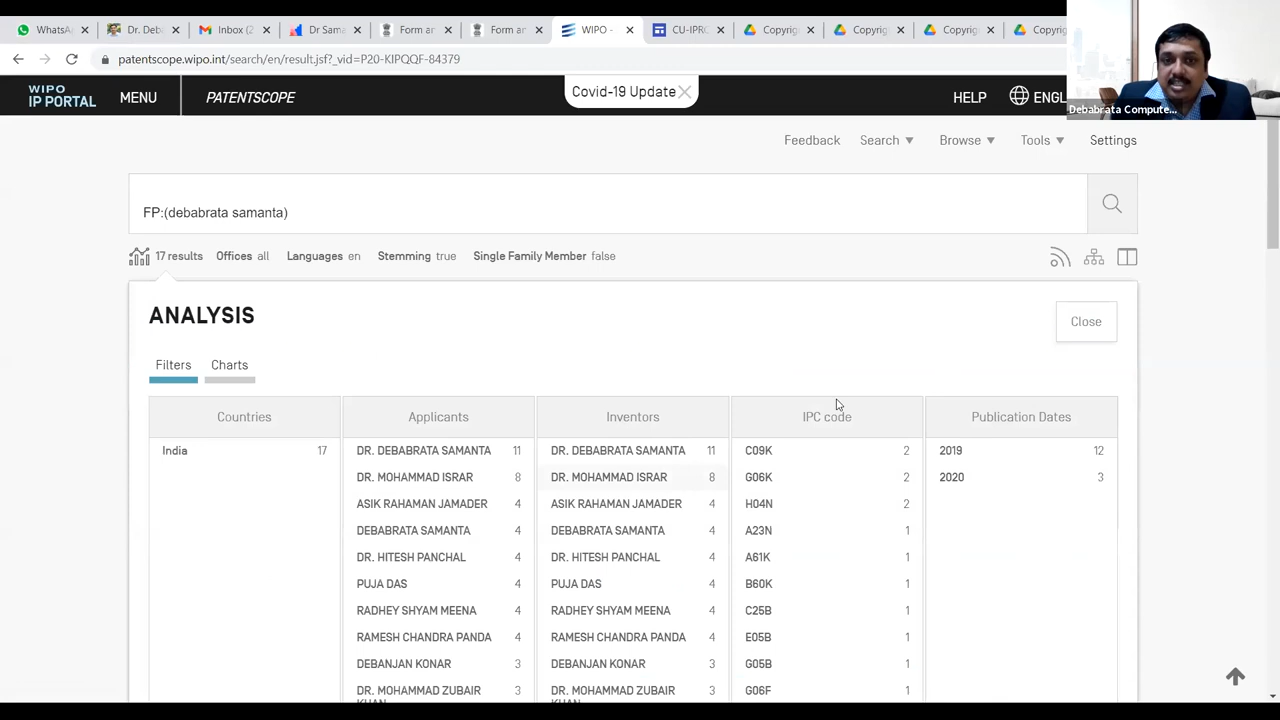 WhatsA
Dr. Deb
Inbox (2
Dr Sama
Form ar
Form ar
WIPO -
CU-IPRC
Copyrig
Copyrig
Copyrig
Copyrig
patentscope.wipo.int/search/en/result.jsf?_vid=P20-KIPQQF-84379
Debabrata Compute...
WIPO
IP PORTAL
MENU
PATENTSCOPE
Covid-19 Update
HELP
ENGL
Feedback
Search
Browse
Tools
Settings
FP:(debabrata samanta)
17 results Offices all Languages en Stemming true Single Family Member false
ANALYSIS
Close
Filters Charts
Countries Applicants Inventors IPC code Publication Dates
India 17 DR. DEBABRATA SAMANTA 11 DR. DEBABRATA SAMANTA 11 C09K 2 2019 12
DR. MOHAMMAD ISRAR 8 DR. MOHAMMAD ISRAR 8 G06K 2 2020 3
ASIK RAHAMAN JAMADER 4 ASIK RAHAMAN JAMADER 4 H04N 2
DEBABRATA SAMANTA 4 DEBABRATA SAMANTA 4 A23N 1
DR. HITESH PANCHAL 4 DR. HITESH PANCHAL 4 A61K 1
PUJA DAS 4 PUJA DAS 4 B60K 1
RADHEY SHYAM MEENA 4 RADHEY SHYAM MEENA 4 C25B 1
RAMESH CHANDRA PANDA 4 RAMESH CHANDRA PANDA 4 E05B 1
DEBANJAN KONAR 3 DEBANJAN KONAR 3 G05B 1
DR. MOHAMMAD ZUBAIR 3 DR. MOHAMMAD ZUBAIR 3 G06F 1
KHAN KHAN